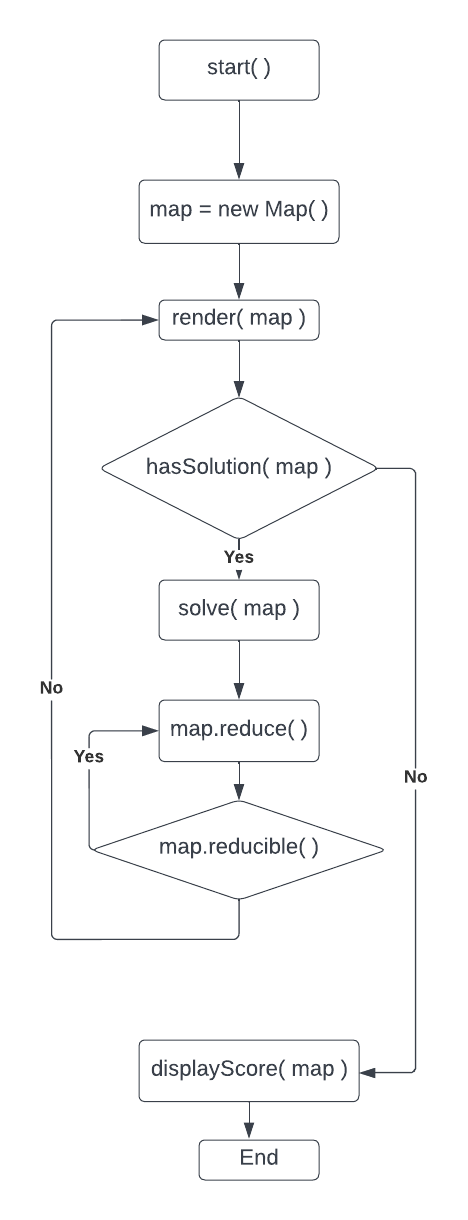 start( )
map = new Map( )
render( map )
hasSolution( map )
Yes
solve( map )
No
map.reduce( )
Yes
No
map.reducible( )
displayScore( map )
End